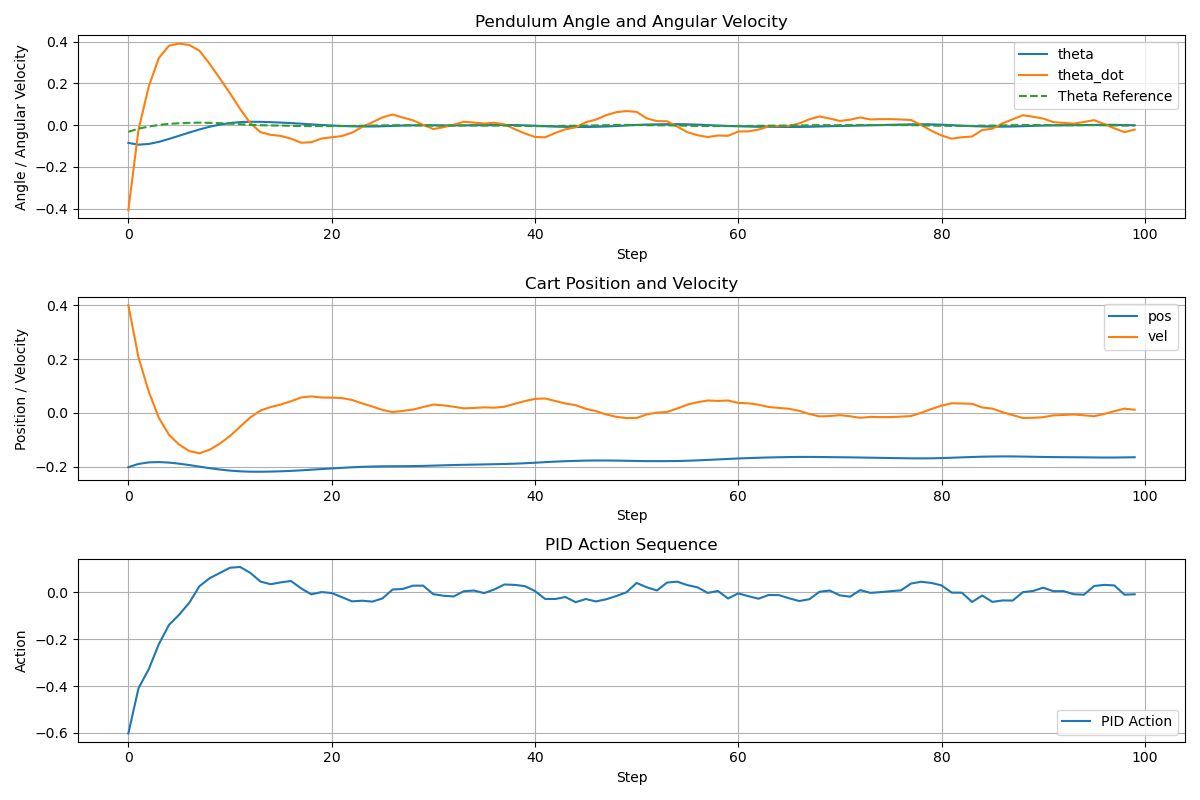 Pendulum Angle and Angular Velocity
Angle / Angular Velocity
0.4
0.2
0.0
−0.2
−0.4
theta
theta_dot
Theta Reference
0 20 40 60 80 100
Step
Cart Position and Velocity
Position / Velocity
0.4
0.2
0.0
−0.2
pos
vel
0 20 40 60 80 100
Step
PID Action Sequence
Action
0.0
−0.2
−0.4
−0.6
PID Action
0 20 40 60 80 100
Step